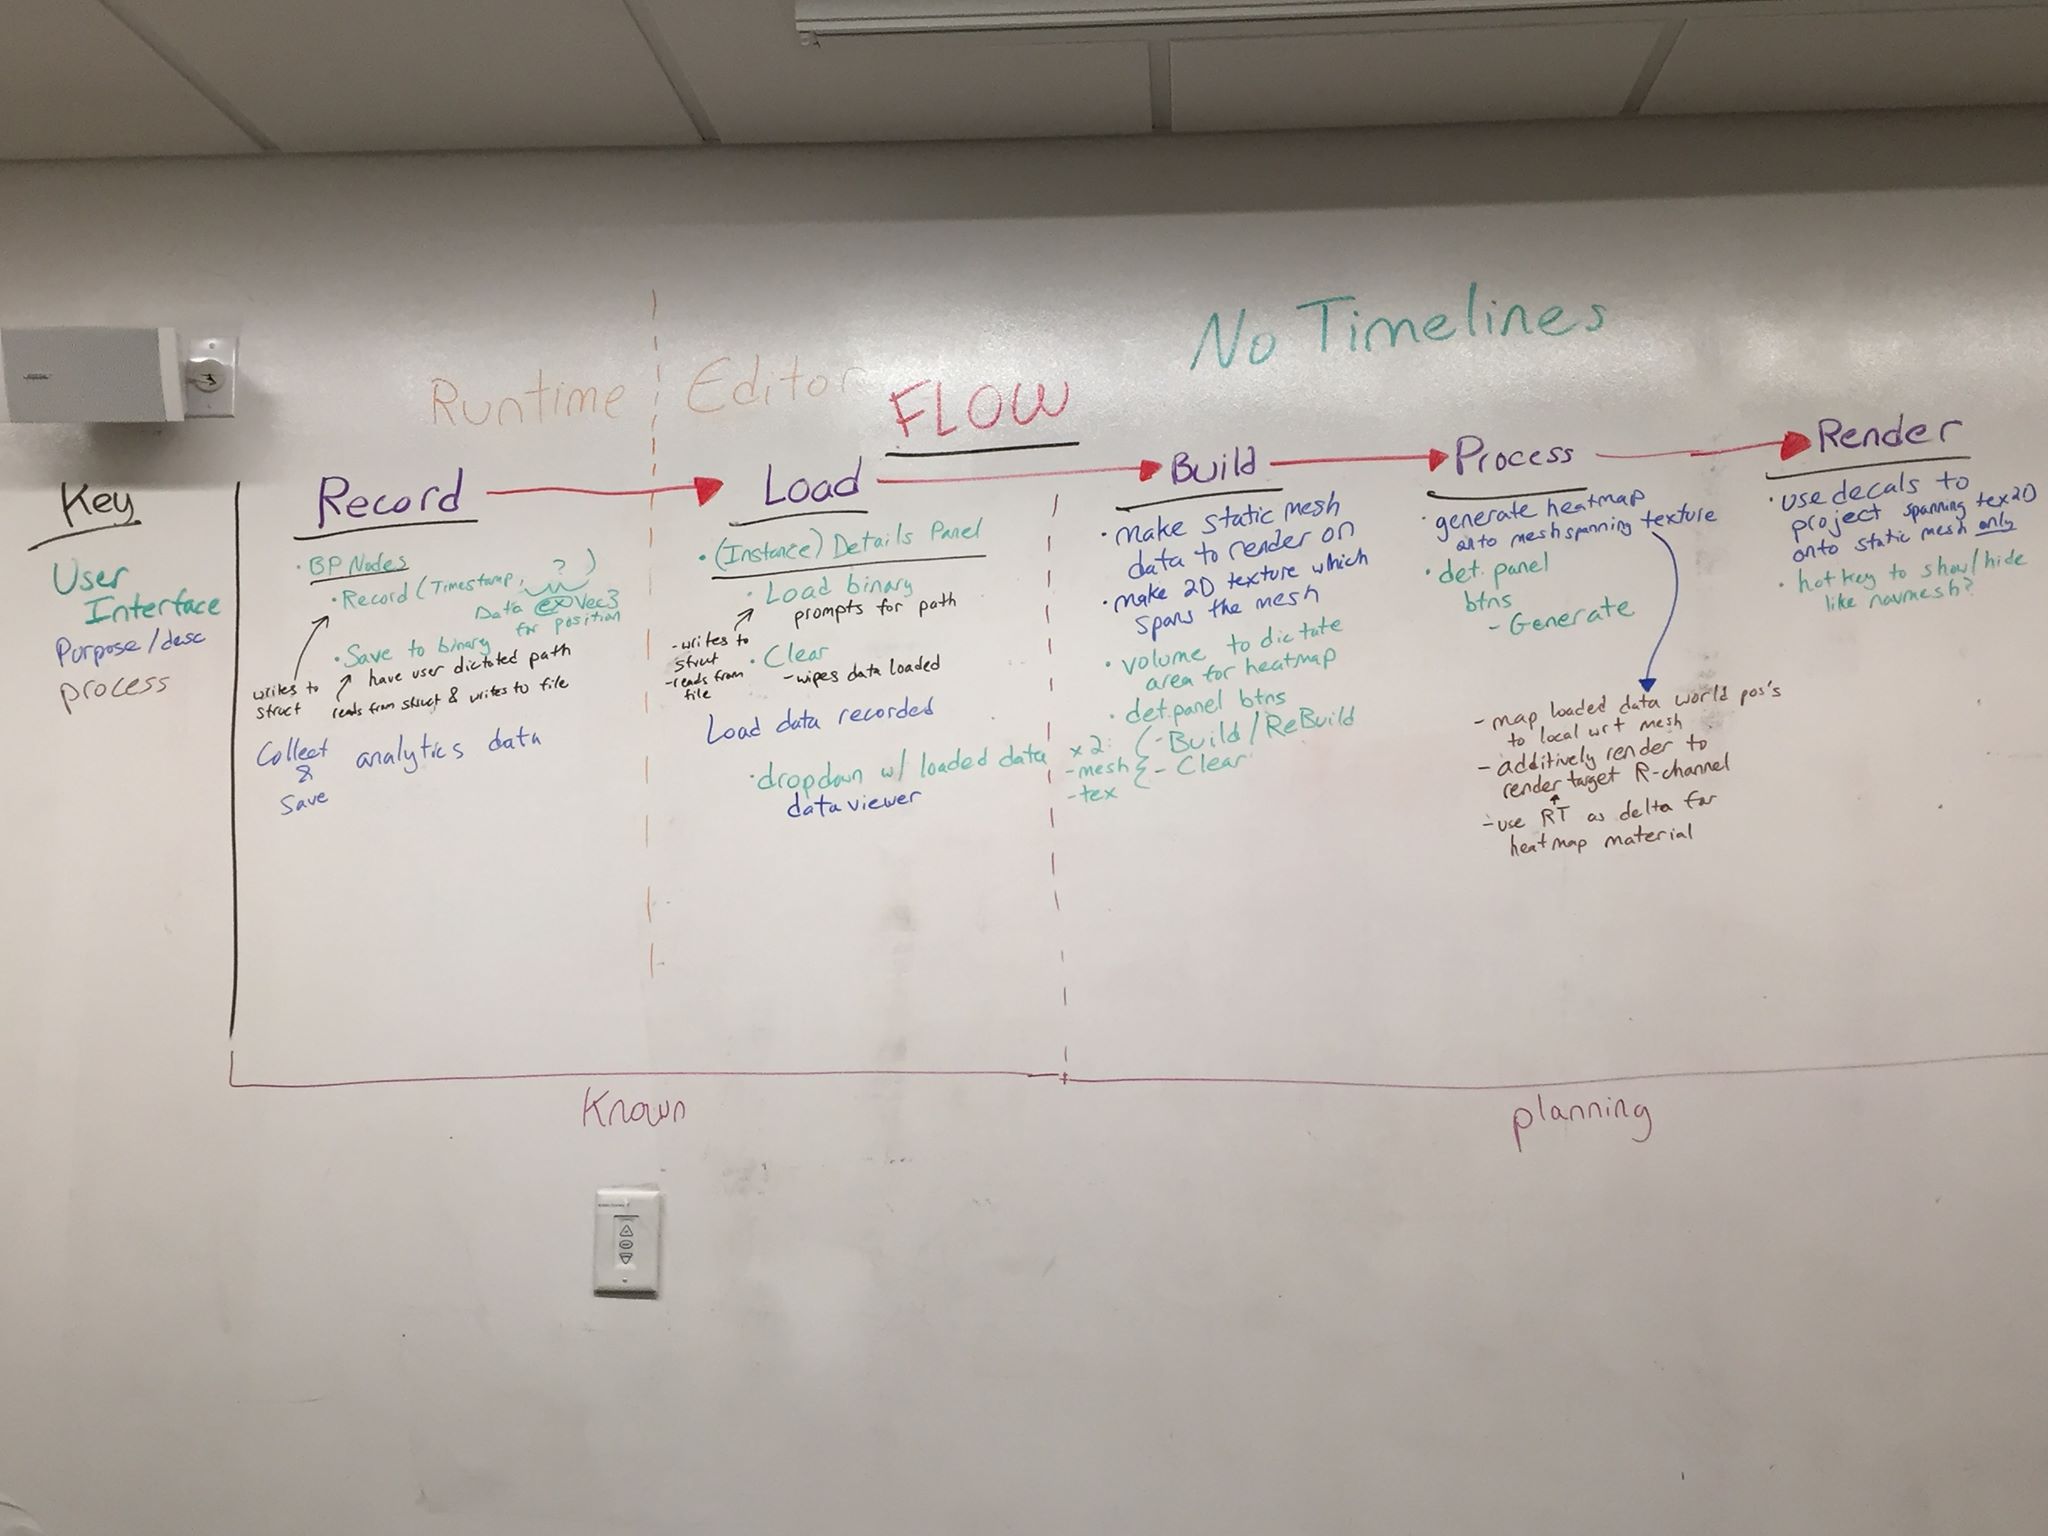 No Timelines
Runtime
Editor
FLOW
Key
User
Interface
Purpose/desc
process
Record
· BP Nodes
· Record (Timestamp, ? )
Data ex Vec3
for position
· Save to binary
have user dictated path
writes to
struct
reads from struct & writes to file
Collect
&
Save
analytics data
Load
· (Instance) Details Panel
· Load binary
prompts for path
- writes to
struct
- reads from
file
· Clear
- wipes data loaded
Load data recorded
· dropdown w/ loaded data
data viewer
Build
· make static mesh
data to render on
· make 2D texture which
spans the mesh
· volume to dictate
area for heatmap
· det. panel btns
x2:
- mesh
- tex
- Build/ReBuild
- Clear
Process
· generate heatmap
onto mesh spanning texture
· det. panel
btns
- Generate
- map loaded data world pos's
to local wrt mesh
- additively render to
render target R-channel
- use RT as delta for
heatmap material
Render
· use decals to
project spanning tex2D
onto static mesh only
· hotkey to show/hide
like navmesh?
Known
planning